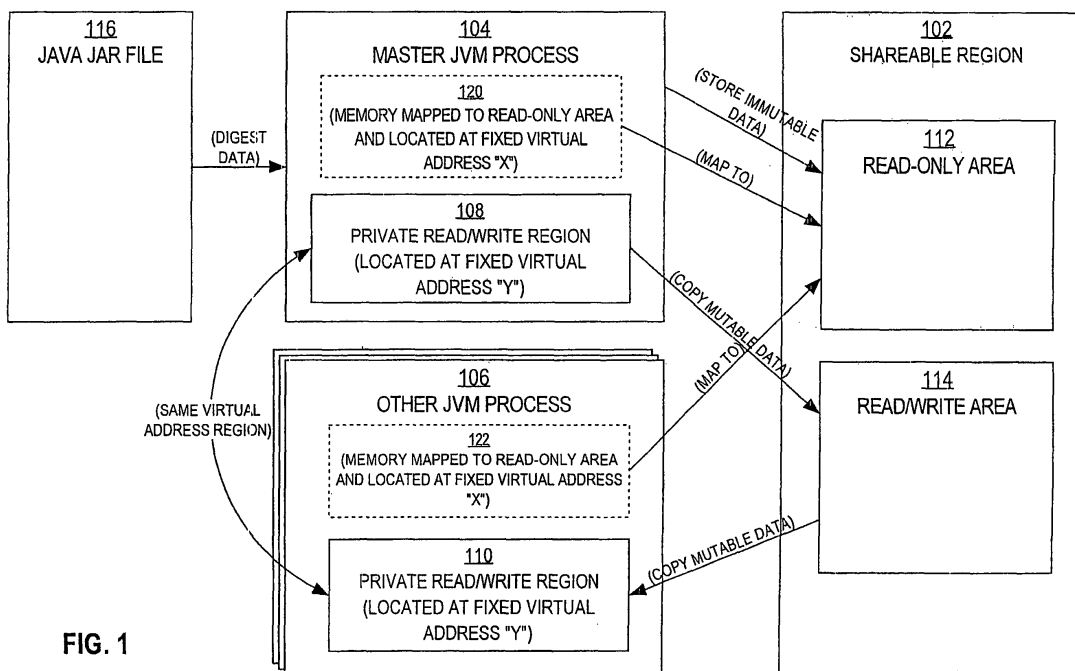 116
JAVA JAR FILE
(DIGEST
DATA)
104
MASTER JVM PROCESS
120
(MEMORY MAPPED TO READ-ONLY AREA
AND LOCATED AT FIXED VIRTUAL
ADDRESS "X")
108
PRIVATE READ/WRITE REGION
(LOCATED AT FIXED VIRTUAL
ADDRESS "Y")
(STORE IMMUTABLE
DATA)
(MAP TO)
(COPY MUTABLE DATA)
(MAP TO)
102
SHAREABLE REGION
112
READ-ONLY AREA
114
READ/WRITE AREA
(SAME VIRTUAL
ADDRESS REGION)
106
OTHER JVM PROCESS
122
(MEMORY MAPPED TO READ-ONLY AREA
AND LOCATED AT FIXED VIRTUAL ADDRESS
"X")
110
PRIVATE READ/WRITE REGION
(LOCATED AT FIXED VIRTUAL
ADDRESS "Y")
(COPY MUTABLE DATA)
FIG. 1